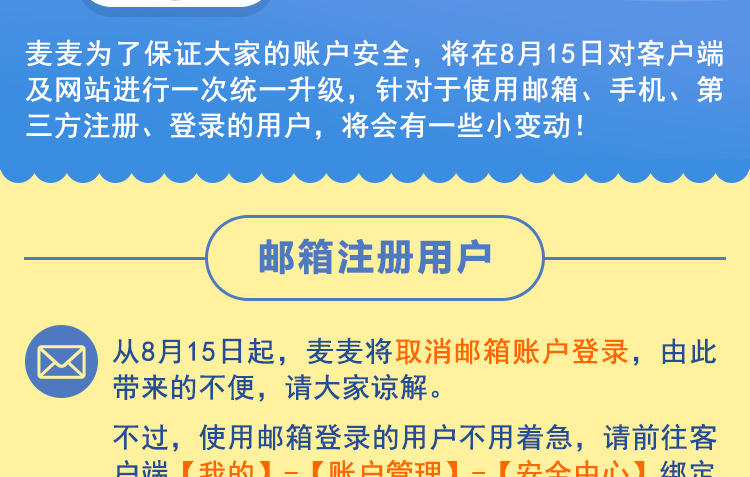 麦麦为了保证大家的账户安全，将在8月15日对客户端
及网站进行一次统一升级，针对于使用邮箱、手机、第
三方注册、登录的用户，将会有一些小变动！
邮箱注册用户
从8月15日起，麦麦将取消邮箱账户登录，由此
带来的不便，请大家谅解。
不过，使用邮箱登录的用户不用着急，请前往客
户端【我的】-【账户管理】-【安全中心】绑定